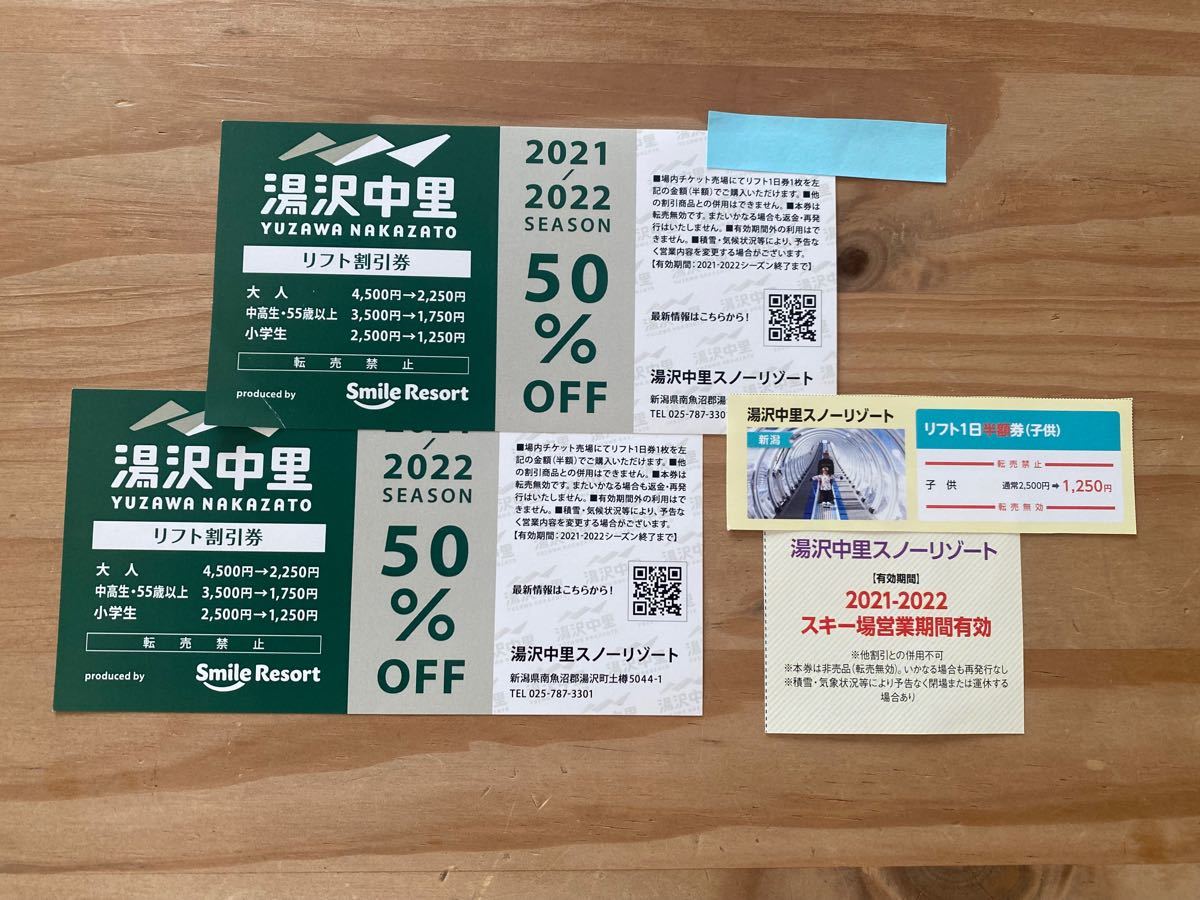 湯沢中里
YUZAWA NAKAZATO
リフト割引券
大人 4,500円→2,250円
中高生・55歳以上 3,500円→1,750円
小学生 2,500円→1,250円
転売禁止
produced by Smile Resort
2021
/
2022
SEASON
50
%
OFF
■場内チケット売場にてリフト1日券1枚を左
記の金額(半額)でご購入いただけます。■他
の割引商品との併用はできません。■本券は
転売無効です。またいかなる場合も返金・再発
行はいたしません。■有効期間外の利用はで
きません。■積雪・気候状況等により、予告な
く営業内容を変更する場合がございます。
【有効期間:2021-2022シーズン終了まで】
最新情報はこちらから!
湯沢中里スノーリゾート
新潟県南魚沼郡湯
TEL 025-787-330
湯沢中里
YUZAWA NAKAZATO
リフト割引券
大人 4,500円→2,250円
中高生・55歳以上 3,500円→1,750円
小学生 2,500円→1,250円
転売禁止
produced by Smile Resort
/
2022
SEASON
50
%
OFF
■場内チケット売場にてリフト1日券1枚を左
記の金額(半額)でご購入いただけます。■他
の割引商品との併用はできません。■本券は
転売無効です。またいかなる場合も返金・再発
行はいたしません。■有効期間外の利用はで
きません。■積雪・気候状況等により、予告な
く営業内容を変更する場合がございます。
【有効期間:2021-2022シーズン終了まで】
最新情報はこちらから!
湯沢中里スノーリゾート
新潟県南魚沼郡湯沢町土樽5044-1
TEL 025-787-3301
湯沢中里スノーリゾート
新潟
リフト1日半額券(子供)
転売禁止
子供 通常2,500円➡1,250円
転売無効
湯沢中里スノーリゾート
【有効期間】
2021-2022
スキー場営業期間有効
※他割引との併用不可
※本券は非売品(転売無効)。いかなる場合も再発行なし
※積雪・気象状況等により予告なく閉場または運休する
場合あり